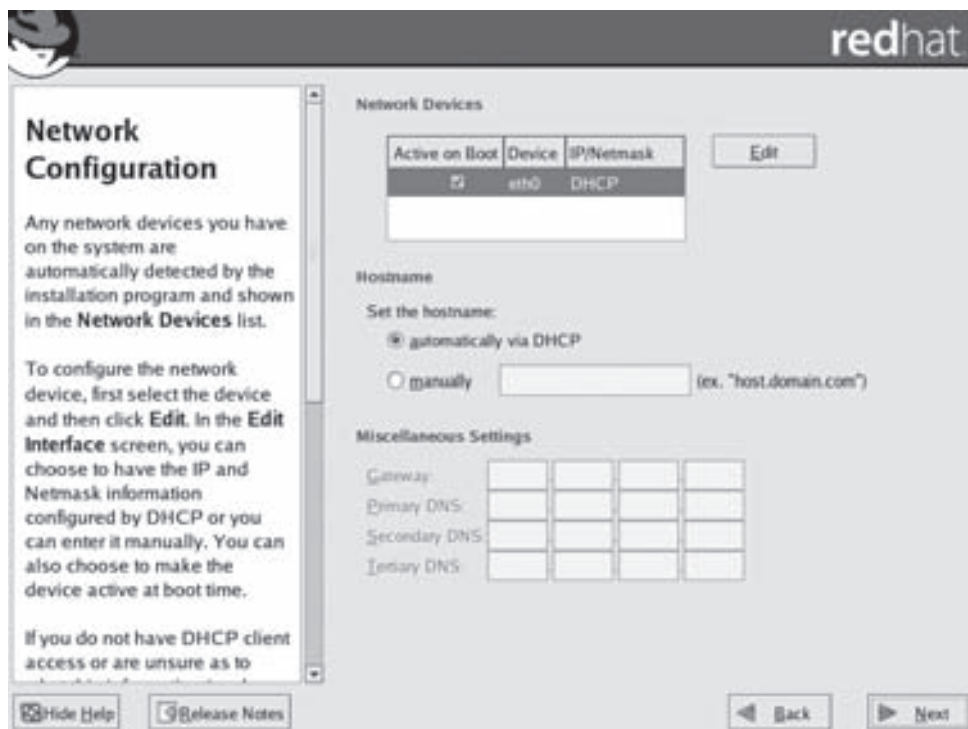 redhat
Network
Configuration
Any network devices you have
on the system are
automatically detected by the
installation program and shown
in the Network Devices list.
To configure the network
device, first select the device
and then click Edit. In the Edit
Interface screen, you can
choose to have the IP and
Netmask information
configured by DHCP or you
can enter it manually. You can
also choose to make the
device active at boot time.
If you do not have DHCP client
access or are unsure as to
Network Devices
Active on Boot Device IP/Netmask
eth0 DHCP
Edit
Hostname
Set the hostname:
automatically via DHCP
manually (ex. "host.domain.com")
Miscellaneous Settings
Gateway:
Primary DNS:
Secondary DNS:
Tertiary DNS:
Hide Help
Release Notes
Back
Next